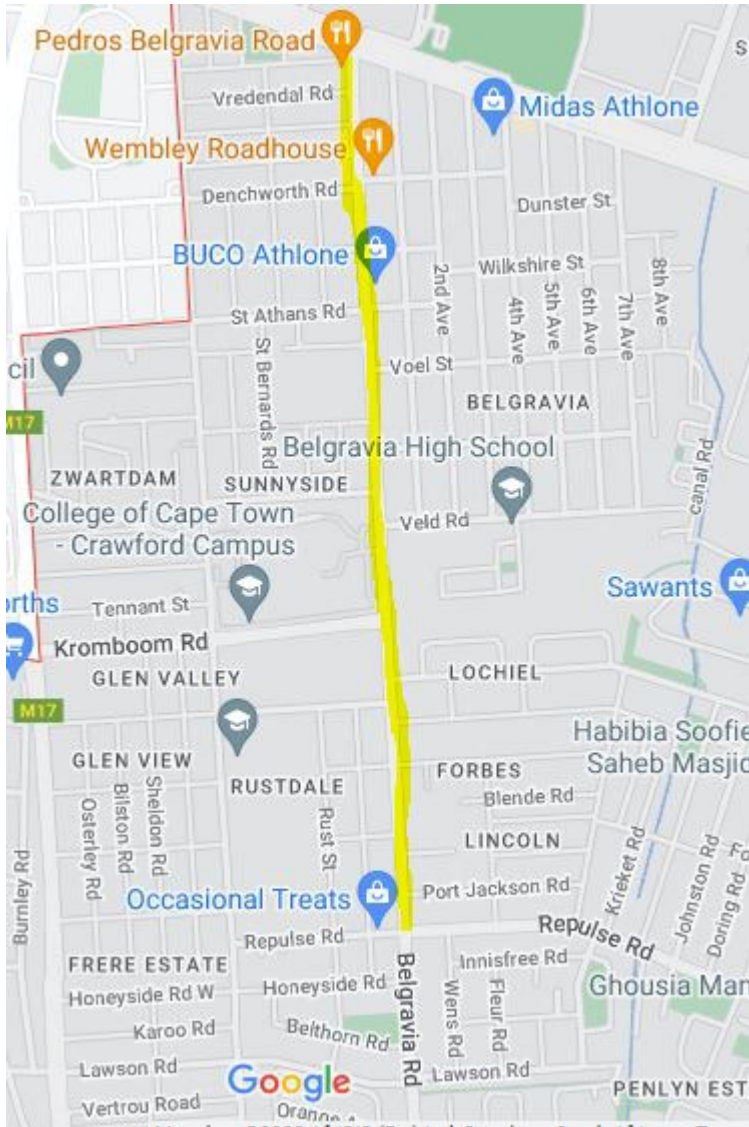 Pedros Belgravia Road
S
Vredendal Rd
Midas Athlone
Wembley Roadhouse
Denchworth Rd
Dunster St
BUCO Athlone
Wilkshire St
2nd Ave
4th Ave
5th Ave
6th Ave
7th Ave
8th Ave
St Athans Rd
St Bernards Rd
Voel St
cil
M17
BELGRAVIA
Belgravia High School
ZWARTDAM
SUNNYSIDE
canal Rd
College of Cape Town
- Crawford Campus
Veld Rd
Sawants
Tennant St
rths
Kromboom Rd
GLEN VALLEY
LOCHIEL
M17
Habibia Soofie
Saheb Masjid
GLEN VIEW
RUSTDALE
FORBES
Blende Rd
Sheldon Rd
Bilston Rd
Osterley Rd
Rust St
LINCOLN
Krieket Rd
Johnston Rd
Doring Rd
Fo
Burnley Rd
Occasional Treats
Port Jackson Rd
Repulse Rd
Repulse Rd
FRERE ESTATE
Innisfree Rd
Honeyside Rd W
Honeyside Rd
Belgravia Rd
Wens Rd
Fleur Rd
Ghousia Man
Karoo Rd
Belthorn Rd
Lawson Rd
Google
Lawson Rd
PENLYN EST
Vertrou Road